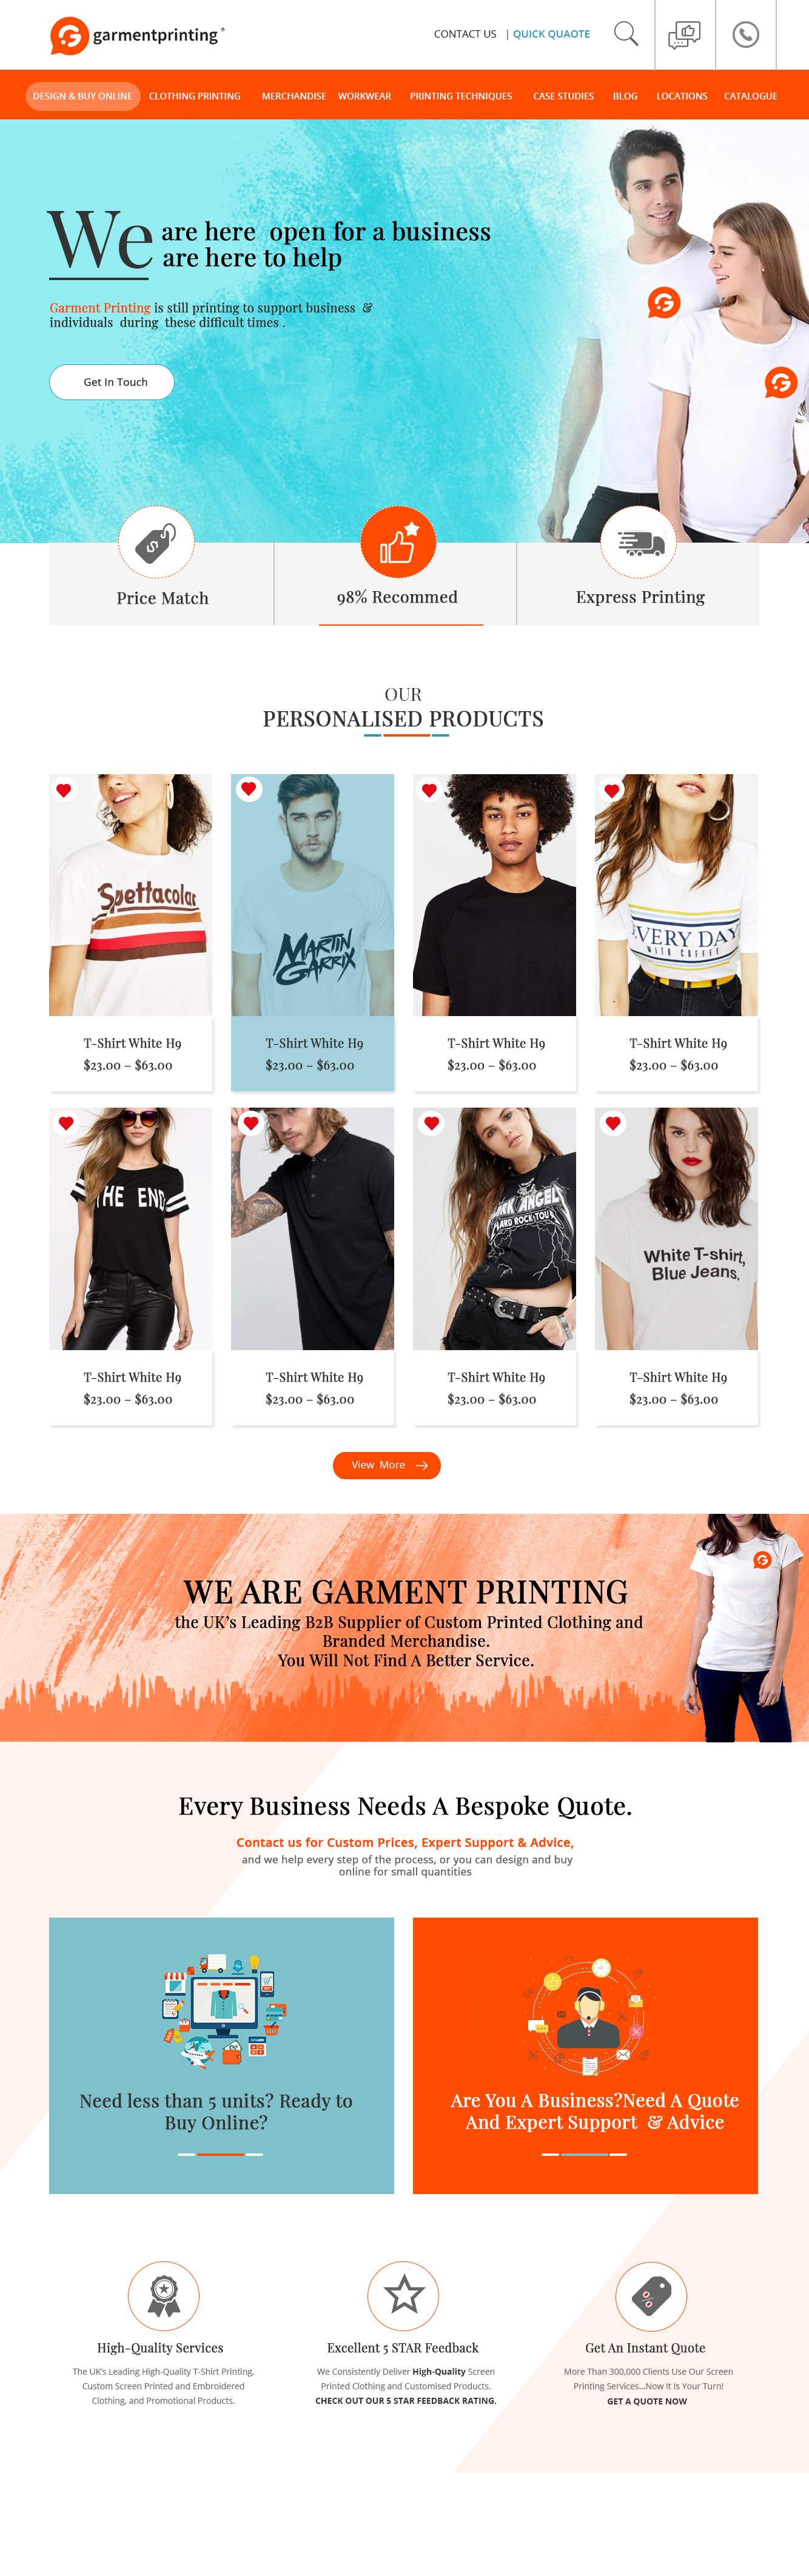 garmentprinting®
CONTACT US | QUICK QUAOTE
DESIGN & BUY ONLINE CLOTHING PRINTING MERCHANDISE WORKWEAR PRINTING TECHNIQUES CASE STUDIES BLOG LOCATIONS CATALOGUE
We are here open for a business
are here to help
Garment Printing is still printing to support business &
individuals during these difficult times .
Get In Touch
Price Match
98% Recommed
Express Printing
OUR
PERSONALISED PRODUCTS
Spettacolar
MARTIN
GARRIX
EVERY DAY
WITH COFFEE
T-Shirt White H9
$23.00 – $63.00
T-Shirt White H9
$23.00 – $63.00
T-Shirt White H9
$23.00 – $63.00
T-Shirt White H9
$23.00 – $63.00
THE END
ANGEL
HARD ROCK TOU
White T-shirt,
Blue Jeans.
T-Shirt White H9
$23.00 – $63.00
T-Shirt White H9
$23.00 – $63.00
T-Shirt White H9
$23.00 – $63.00
T-Shirt White H9
$23.00 – $63.00
View More
WE ARE GARMENT PRINTING
the UK's Leading B2B Supplier of Custom Printed Clothing and
Branded Merchandise.
You Will Not Find A Better Service.
Every Business Needs A Bespoke Quote.
Contact us for Custom Prices, Expert Support & Advice,
and we help every step of the process, or you can design and buy
online for small quantities
Need less than 5 units? Ready to
Buy Online?
Are You A Business?Need A Quote
And Expert Support & Advice
High-Quality Services
The UK's Leading High-Quality T-Shirt Printing,
Custom Screen Printed and Embroidered
Clothing, and Promotional Products.
Excellent 5 STAR Feedback
We Consistently Deliver High-Quality Screen
Printed Clothing and Customised Products.
CHECK OUT OUR 5 STAR FEEDBACK RATING.
Get An Instant Quote
More Than 300,000 Clients Use Our Screen
Printing Services...Now it Is Your Turn!
GET A QUOTE NOW